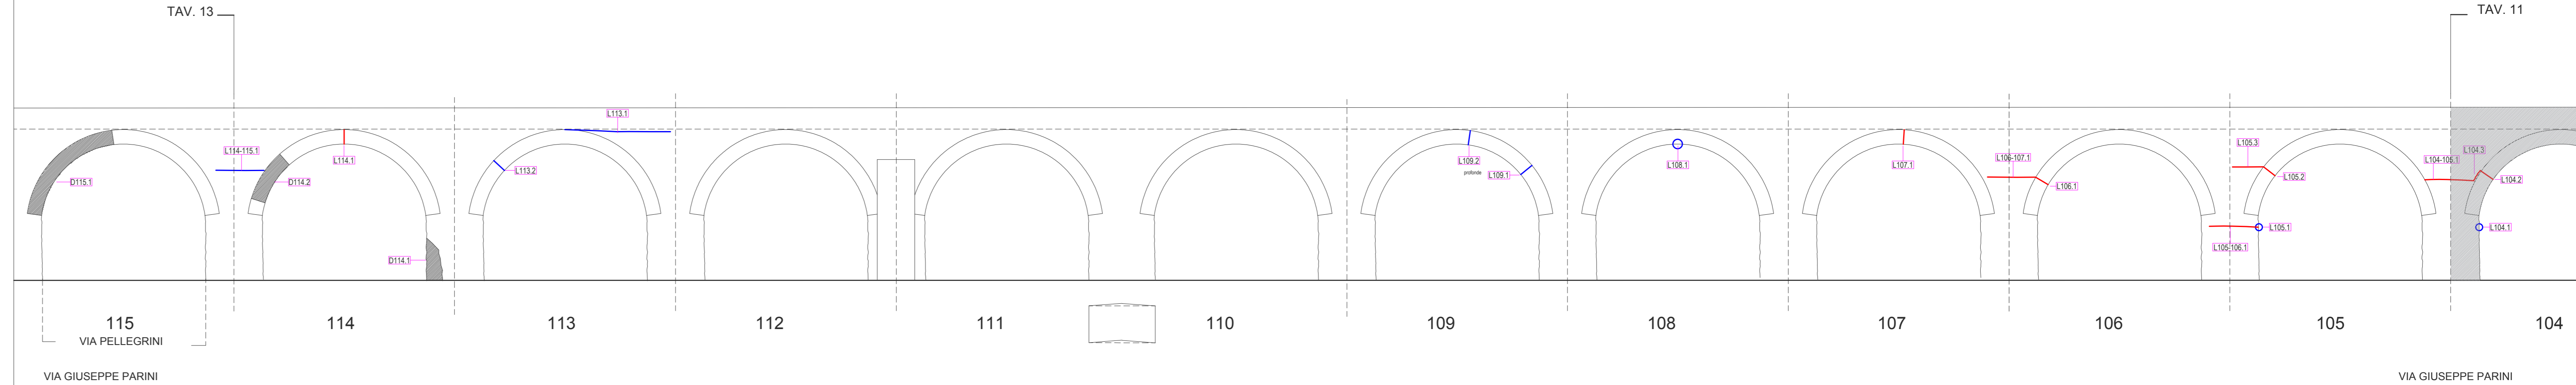 TAV. 13
TAV. 11
L113.1
L114-115.1
L114.1
D115.1
D114.2
L113.2
L109.2
profonde
L109.1
L108.1
L107.1
L106-107.1
L106.1
L105.3
L105.2
L104-105.1
L104.3
L104.2
D114.1
L105-106.1
L105.1
L104.1
115
114
113
112
111
110
109
108
107
106
105
104
VIA PELLEGRINI
VIA GIUSEPPE PARINI
VIA GIUSEPPE PARINI